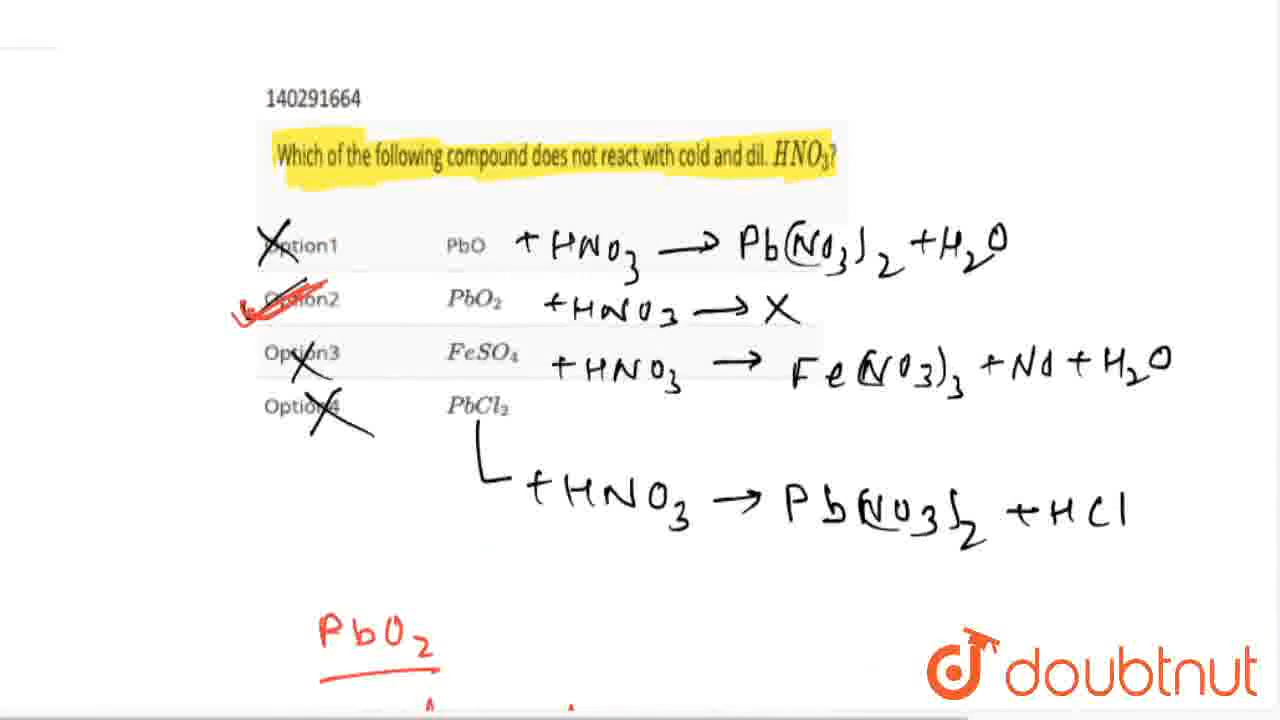 140291664
Which of the following compound does not react with cold and dil. HNO₃?
Option1 PbO + HNO₃ → Pb(NO₃)₂ + H₂O
Option2 PbO₂ + HNO₃ → X
Option3 FeSO₄ + HNO₃ → Fe(NO₃)₃ + NO + H₂O
Option4 PbCl₂
+ HNO₃ → Pb(NO₃)₂ + HCl
PbO₂
doubtnut